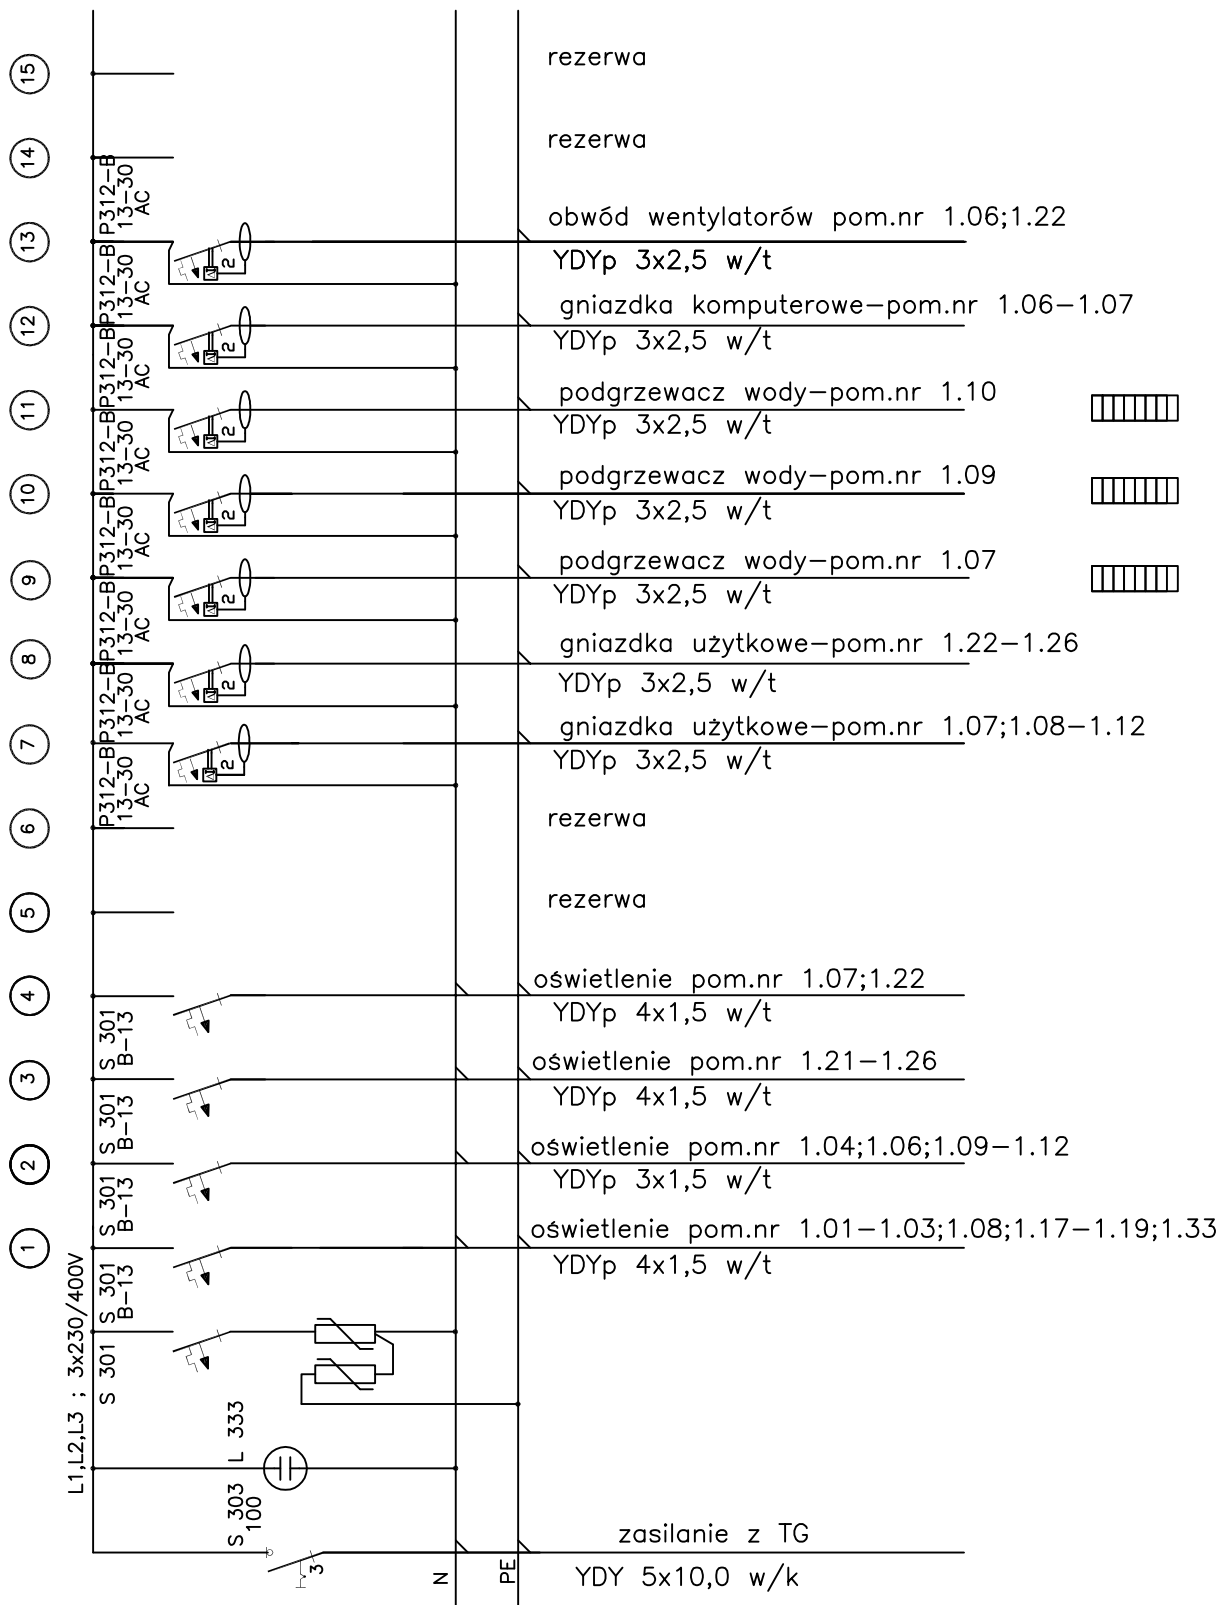 15
rezerwa
14
rezerwa
P312-B
13-30
AC
13
obwód wentylatorów pom.nr 1.06;1.22
YDYp 3x2,5 w/t
2
P312-B
13-30
AC
12
gniazdka komputerowe-pom.nr 1.06-1.07
YDYp 3x2,5 w/t
2
P312-B
13-30
AC
11
podgrzewacz wody-pom.nr 1.10
YDYp 3x2,5 w/t
2
P312-B
13-30
AC
10
podgrzewacz wody-pom.nr 1.09
YDYp 3x2,5 w/t
2
P312-B
13-30
AC
9
podgrzewacz wody-pom.nr 1.07
YDYp 3x2,5 w/t
2
P312-B
13-30
AC
8
gniazdka użytkowe-pom.nr 1.22-1.26
YDYp 3x2,5 w/t
2
P312-B
13-30
AC
7
gniazdka użytkowe-pom.nr 1.07;1.08-1.12
YDYp 3x2,5 w/t
2
P312-B
13-30
AC
6
rezerwa
5
rezerwa
4
oświetlenie pom.nr 1.07;1.22
YDYp 4x1,5 w/t
S 301
B-13
3
oświetlenie pom.nr 1.21-1.26
YDYp 4x1,5 w/t
S 301
B-13
2
oświetlenie pom.nr 1.04;1.06;1.09-1.12
YDYp 3x1,5 w/t
S 301
B-13
1
oświetlenie pom.nr 1.01-1.03;1.08;1.17-1.19;1.33
YDYp 4x1,5 w/t
S 301
B-13
L1,L2,L3 ; 3x230/400V
S 301
L 333
S 303
100
3
N
PE
zasilanie z TG
YDY 5x10,0 w/k